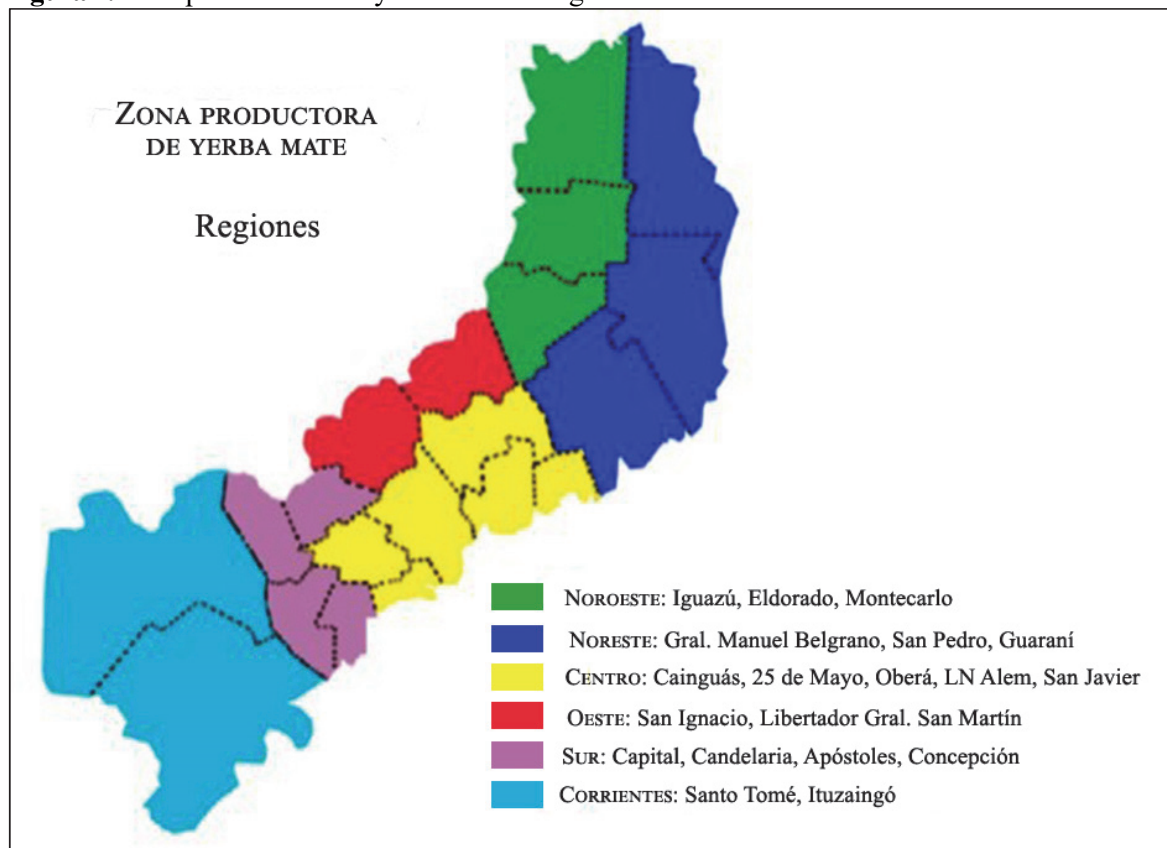 ZONA PRODUCTORA
DE YERBA MATE
Regiones
NOROESTE: Iguazú, Eldorado, Montecarlo
NORESTE: Gral. Manuel Belgrano, San Pedro, Guaraní
CENTRO: Cainguás, 25 de Mayo, Oberá, LN Alem, San Javier
OESTE: San Ignacio, Libertador Gral. San Martín
SUR: Capital, Candelaria, Apóstoles, Concepción
CORRIENTES: Santo Tomé, Ituzaingó